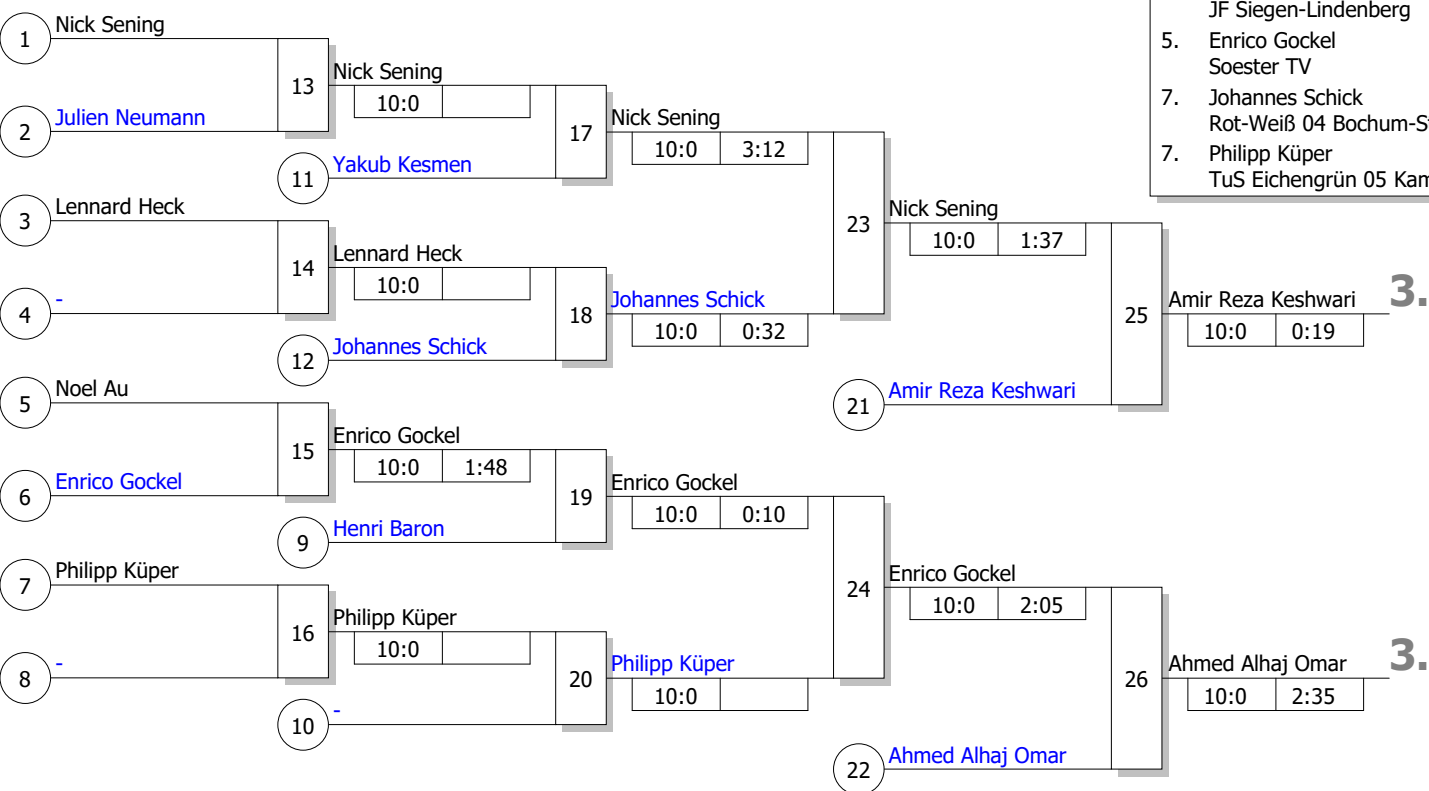 JF Siegen-Lindenberg
5. Enrico Gockel
Soester TV
7. Johannes Schick
Rot-Weiß 04
7. Philipp Küper
TuS Eichengrün 05
1 Nick Sening
2 Julien Neumann
3 Lennard Heck
4 -
5 Noel Au
6 Enrico Gockel
7 Philipp Küper
8 -
13 Nick Sening
10:0
11 Yakub Kesmen
14 Lennard Heck
10:0
12 Johannes Schick
15 Enrico Gockel
10:0 1:48
9 Henri Baron
16 Philipp Küper
10:0
10 -
17 Nick Sening
10:0 3:12
18 Johannes Schick
10:0 0:32
19 Enrico Gockel
10:0 0:10
20 Philipp Küper
10:0
23 Nick Sening
10:0 1:37
21 Amir Reza Keshwari
24 Enrico Gockel
10:0 2:05
22 Ahmed Alhaj Omar
25 Amir Reza Keshwari 3.
10:0 0:19
26 Ahmed Alhaj Omar 3.
10:0 2:35